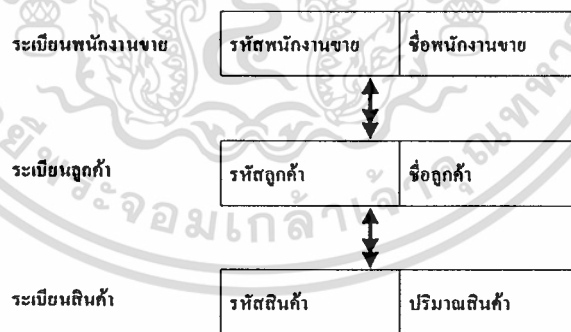 ระเบียนพนักงานขาย รหัสพนักงานขาย ชื่อพนักงานขาย
ระเบียนลูกค้า รหัสลูกค้า ชื่อลูกค้า
ระเบียนสินค้า รหัสสินค้า ปริมาณสินค้า